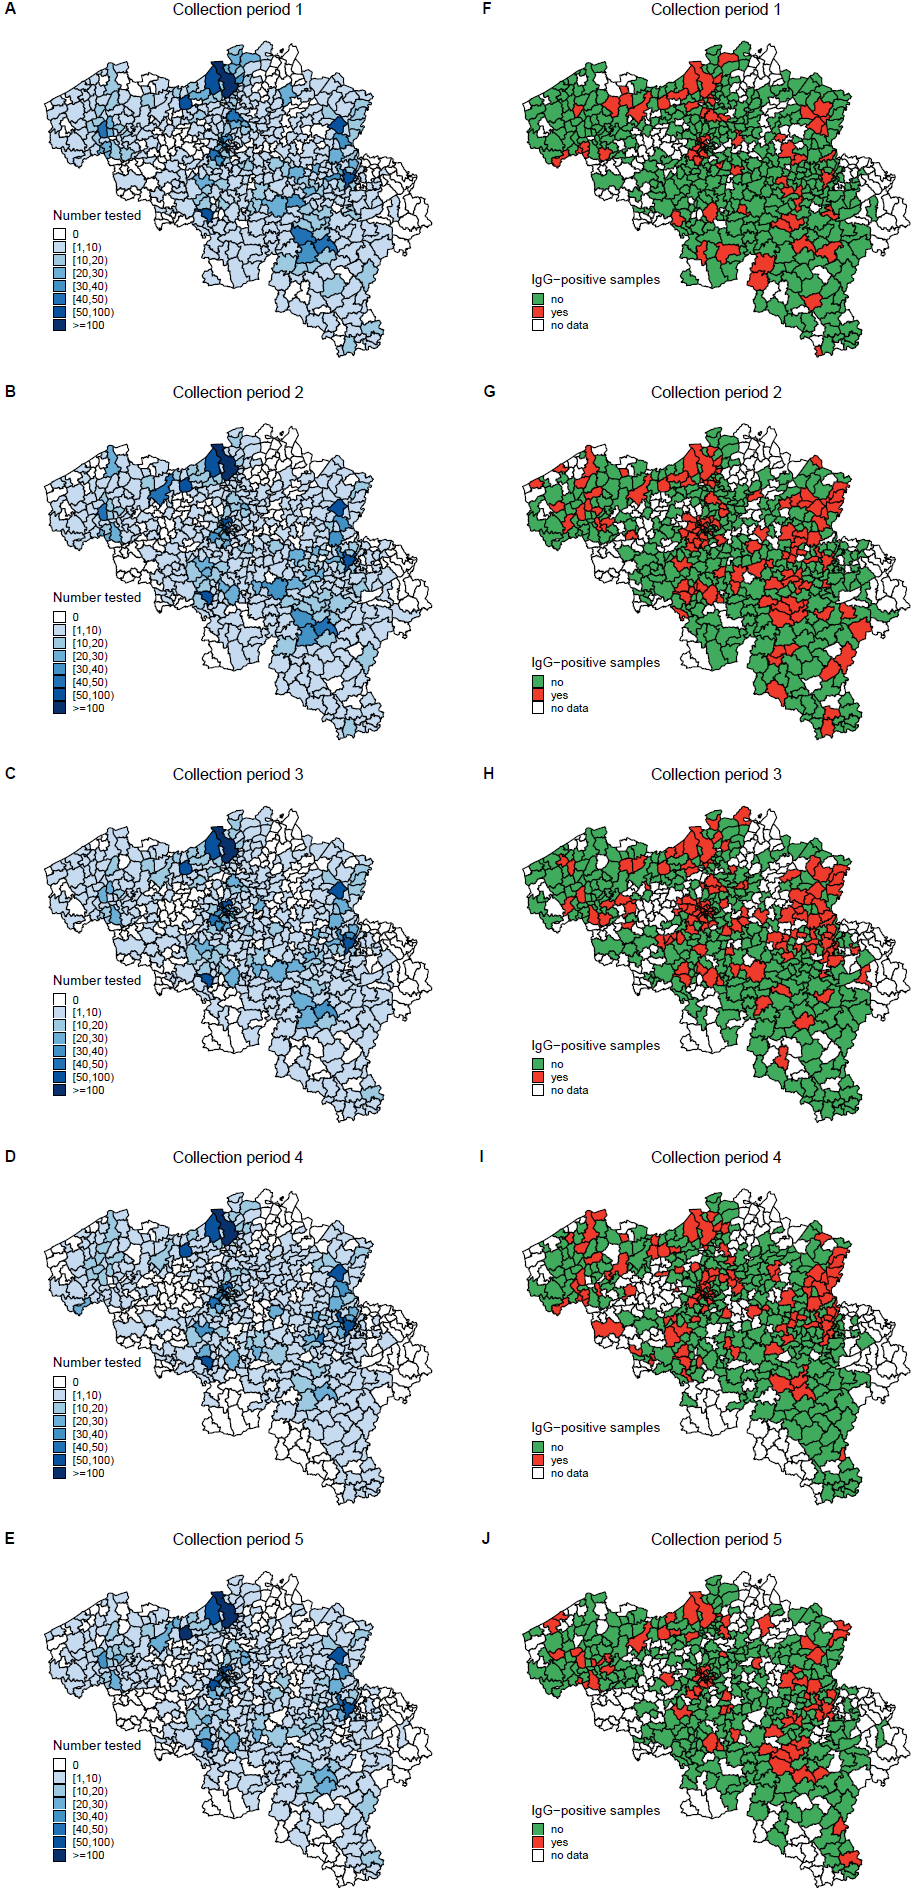 A
Collection period 1
Number tested
0
[1,10)
[10,20)
[20,30)
[30,40)
[40,50)
[50,100)
>=100
F
Collection period 1
IgG−positive samples
no
yes
no data
B
Collection period 2
Number tested
0
[1,10)
[10,20)
[20,30)
[30,40)
[40,50)
[50,100)
>=100
G
Collection period 2
IgG−positive samples
no
yes
no data
C
Collection period 3
Number tested
0
[1,10)
[10,20)
[20,30)
[30,40)
[40,50)
[50,100)
>=100
H
Collection period 3
IgG−positive samples
no
yes
no data
D
Collection period 4
Number tested
0
[1,10)
[10,20)
[20,30)
[30,40)
[40,50)
[50,100)
>=100
I
Collection period 4
IgG−positive samples
no
yes
no data
E
Collection period 5
Number tested
0
[1,10)
[10,20)
[20,30)
[30,40)
[40,50)
[50,100)
>=100
J
Collection period 5
IgG−positive samples
no
yes
no data